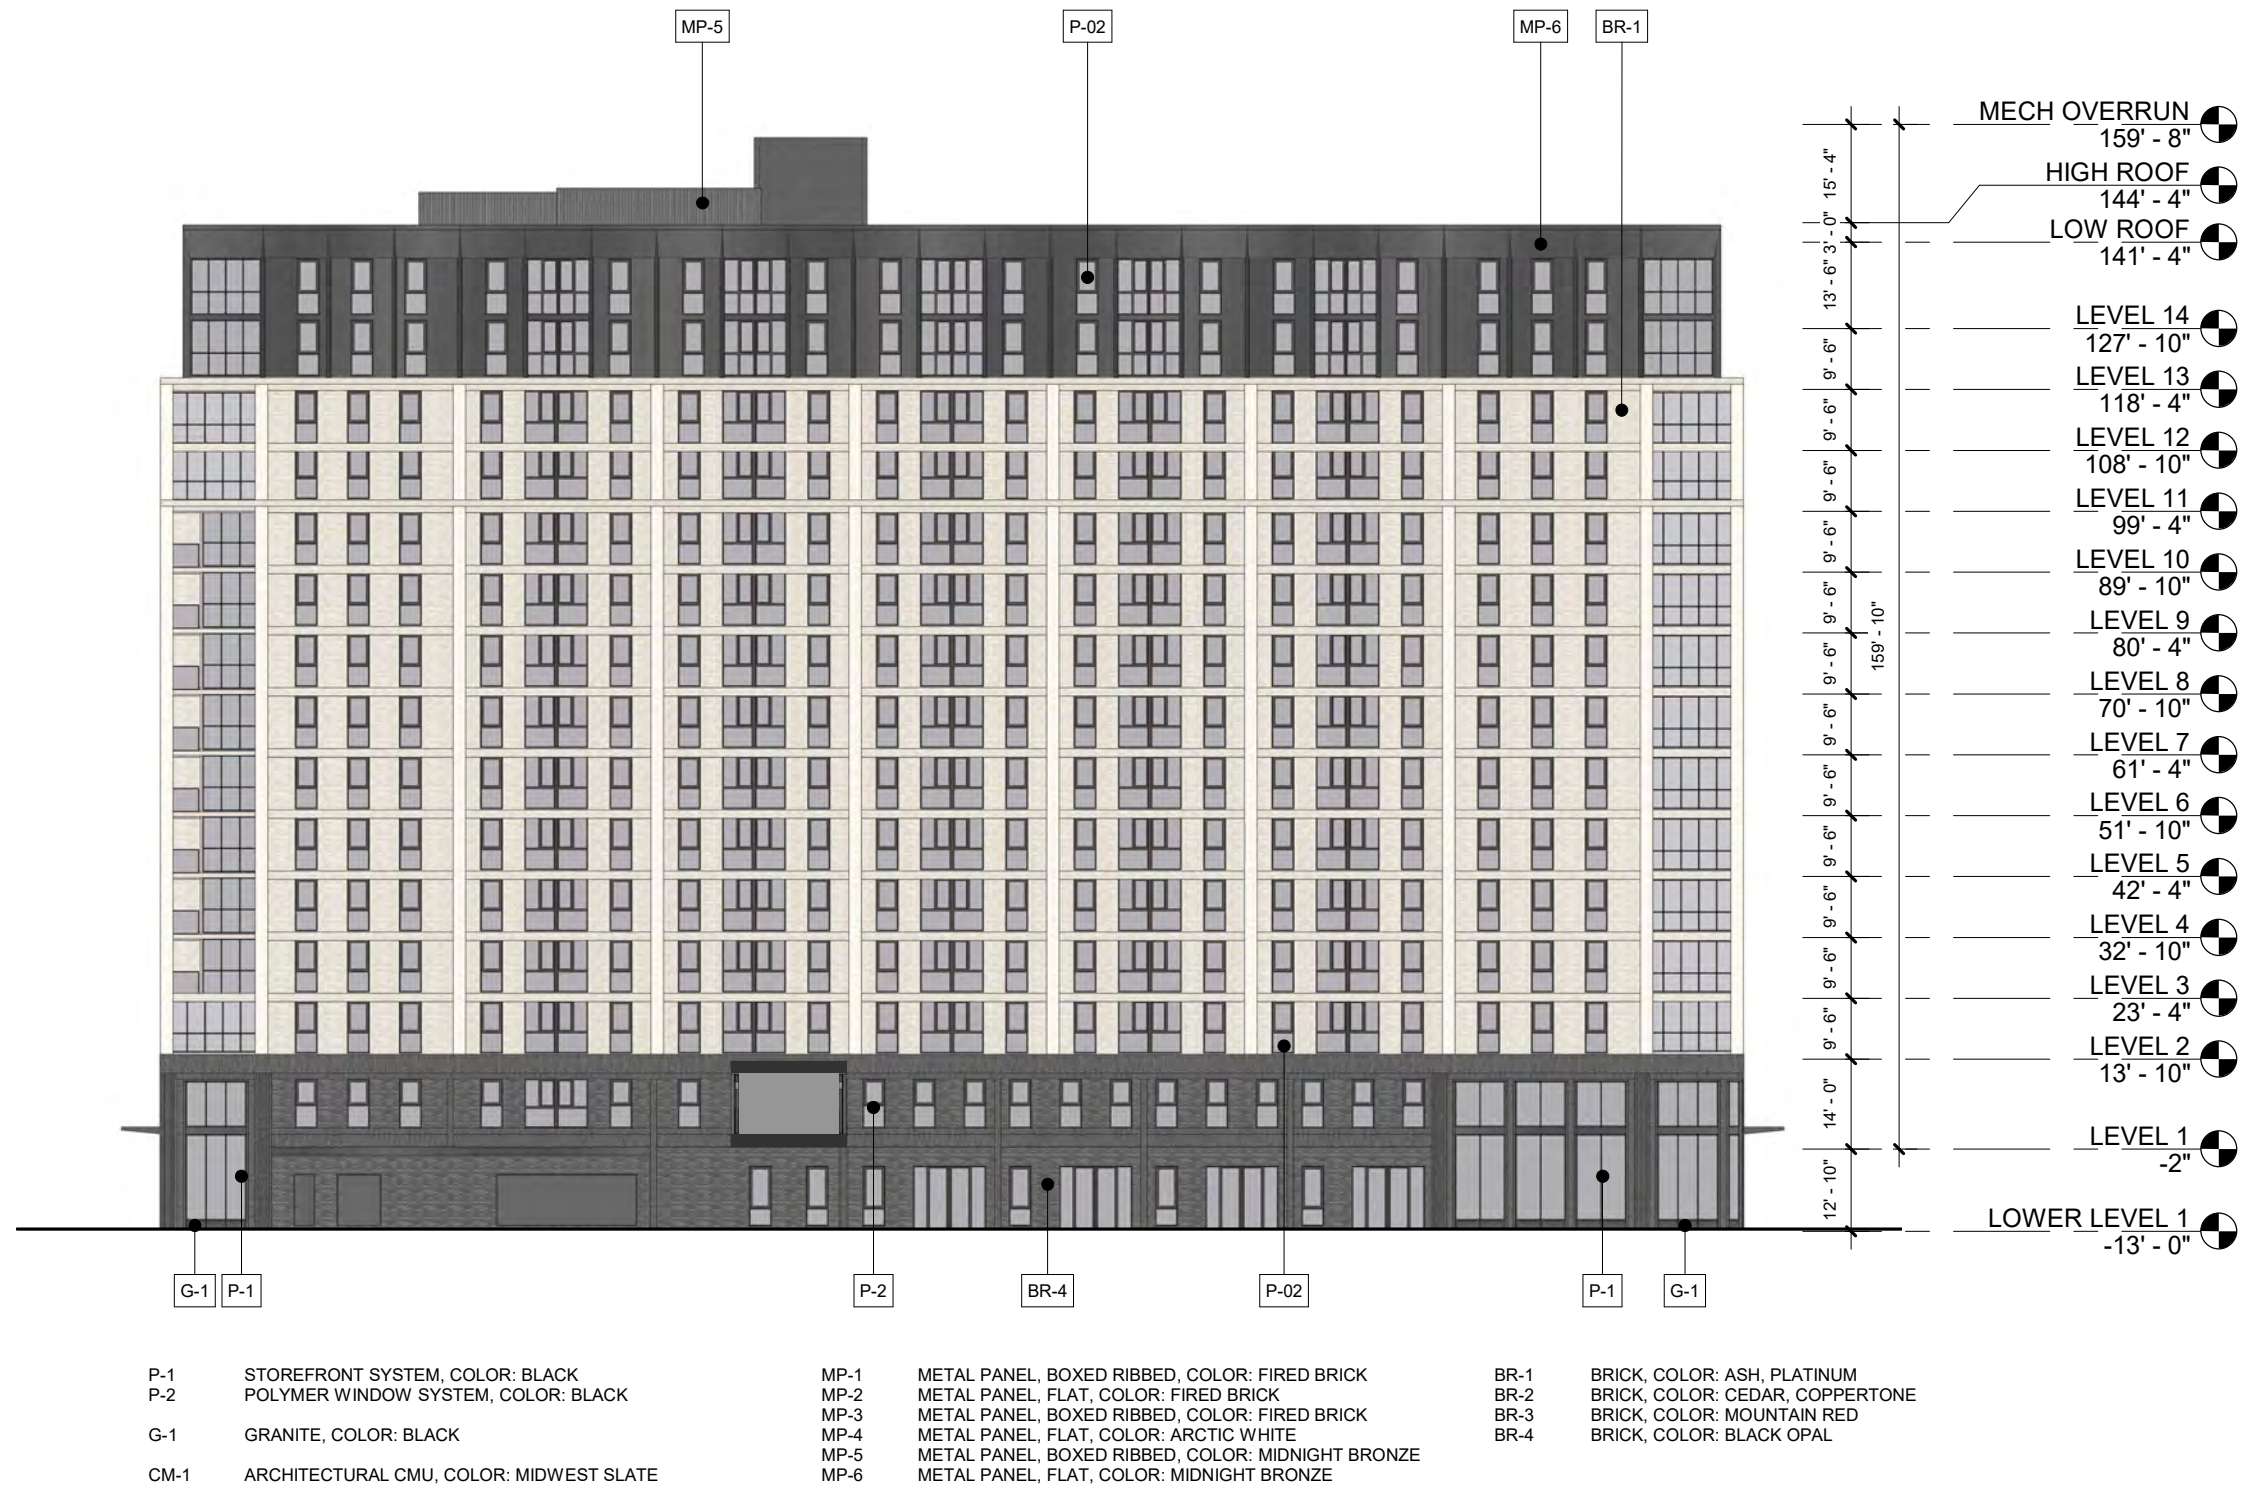 MP-5
P-02
MP-6
BR-1
MECH OVERRUN
159' - 8"
HIGH ROOF
144' - 4"
LOW ROOF
141' - 4"
LEVEL 14
127' - 10"
LEVEL 13
118' - 4"
LEVEL 12
108' - 10"
LEVEL 11
99' - 4"
LEVEL 10
89' - 10"
LEVEL 9
80' - 4"
LEVEL 8
70' - 10"
LEVEL 7
61' - 4"
LEVEL 6
51' - 10"
LEVEL 5
42' - 4"
LEVEL 4
32' - 10"
LEVEL 3
23' - 4"
LEVEL 2
13' - 10"
LEVEL 1
-2"
LOWER LEVEL 1
-13' - 0"
15' - 4"
3' - 0"
13' - 6"
9' - 6"
9' - 6"
9' - 6"
9' - 6"
9' - 6"
9' - 6"
9' - 6"
9' - 6"
9' - 6"
9' - 6"
9' - 6"
9' - 6"
14' - 0"
12' - 10"
159' - 10"
G-1
P-1
P-2
BR-4
P-02
P-1
G-1
P-1 STOREFRONT SYSTEM, COLOR: BLACK
P-2 POLYMER WINDOW SYSTEM, COLOR: BLACK
G-1 GRANITE, COLOR: BLACK
CM-1 ARCHITECTURAL CMU, COLOR: MIDWEST SLATE
MP-1 METAL PANEL, BOXED RIBBED, COLOR: FIRED BRICK
MP-2 METAL PANEL, FLAT, COLOR: FIRED BRICK
MP-3 METAL PANEL, BOXED RIBBED, COLOR: FIRED BRICK
MP-4 METAL PANEL, FLAT, COLOR: ARCTIC WHITE
MP-5 METAL PANEL, BOXED RIBBED, COLOR: MIDNIGHT BRONZE
MP-6 METAL PANEL, FLAT, COLOR: MIDNIGHT BRONZE
BR-1 BRICK, COLOR: ASH, PLATINUM
BR-2 BRICK, COLOR: CEDAR, COPPERTONE
BR-3 BRICK, COLOR: MOUNTAIN RED
BR-4 BRICK, COLOR: BLACK OPAL